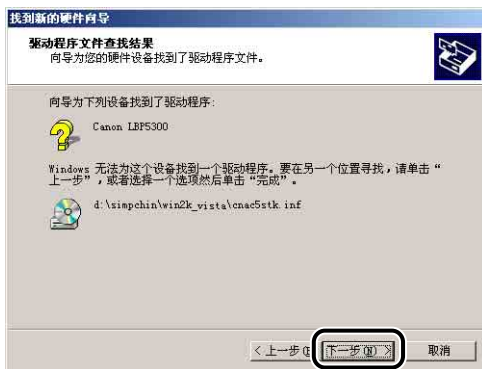 找到新的硬件向导
驱动程序文件查找结果
向导为您的硬件设备找到了驱动程序文件。
向导为下列设备找到了驱动程序:
Canon LBP5300
Windows 无法为这个设备找到一个驱动程序。要在另一个位置寻找，请单击“
上一步”，或者选择一个选项然后单击“完成”。
d:\simpchin\win2k_vista\cnac5stk.inf
< 上一步(B) 下一步(N) > 取消